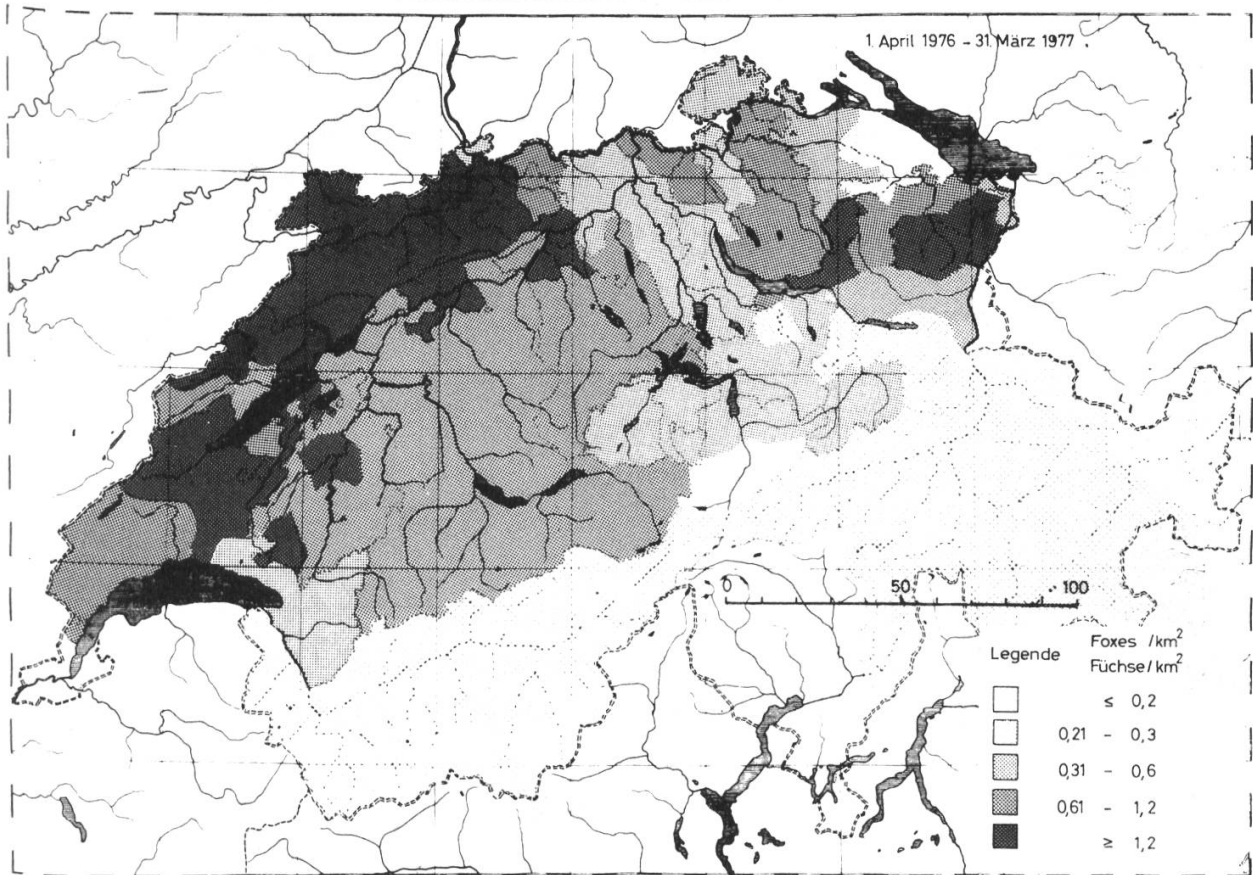 1. April 1976 - 31. März 1977
0 50 100
Legende Foxes /km²
Füchse/km²
≤ 0,2
0,21 - 0,3
0,31 - 0,6
0,61 - 1,2
≥ 1,2